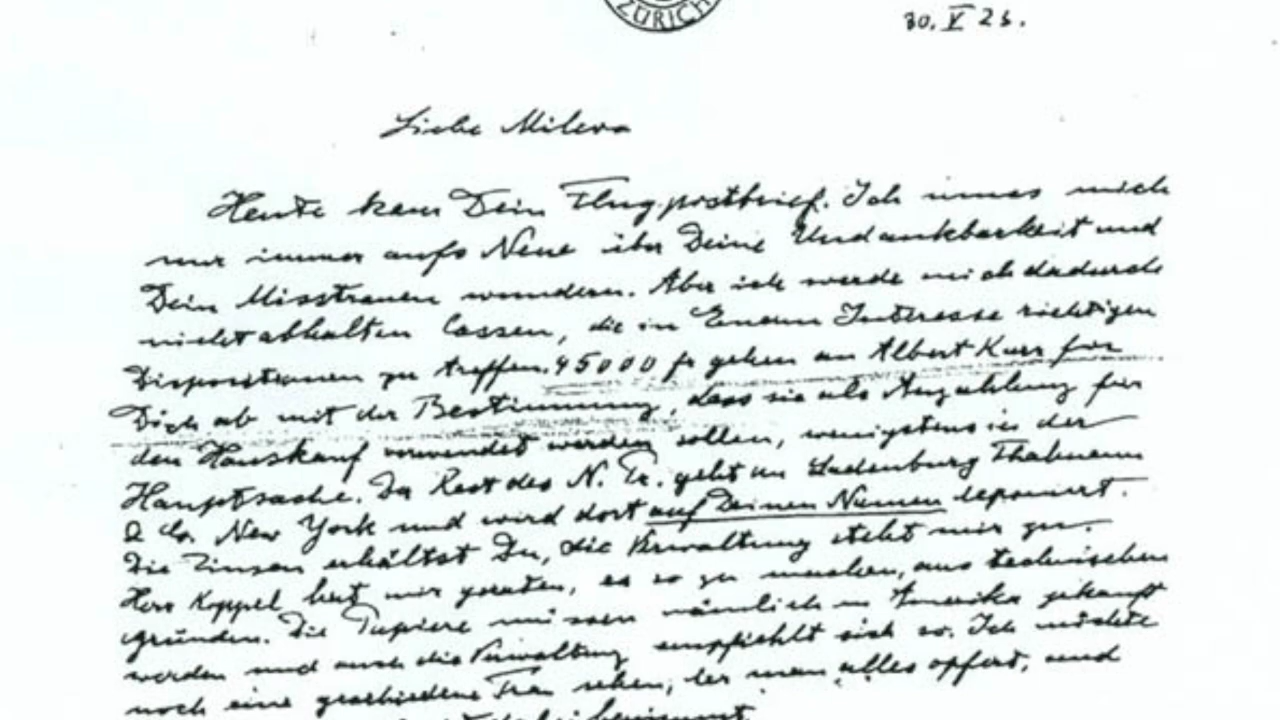 ZÜRICH
30. V 23.
Liebe Mileva
Heute kam Dein Flugpostbrief. Ich muss mich
nur immer aufs Neue über Deine Undankbarkeit und
Dein Misstrauen wundern. Aber ich werde mich dadurch
nicht abhalten lassen, die in Eurem Interesse richtigen
Dispositionen zu treffen. 45000 fr gehen an Albert Karr für
Dich ab mit der Bestimmung, dass sie als Anzahlung für
den Hauskauf verwendet werden sollen, wenigstens in der
Hauptsache. Der Rest des N. Pr. geht an Ladenburg Thalmann
& Co. New York und wird dort auf Deinen Namen deponiert.
Die Zinsen erhältst Du, die Verwaltung steht mir zu.
Herr Koppel hat mir geraten, es so zu machen, aus technischen
Gründen. Die Papiere müssen nämlich in Amerika gekauft
werden und auch die Verwaltung empfiehlt sich so. Ich möchte
noch eine geschiedene Frau sehen, der man alles opfert, und
benimmt.